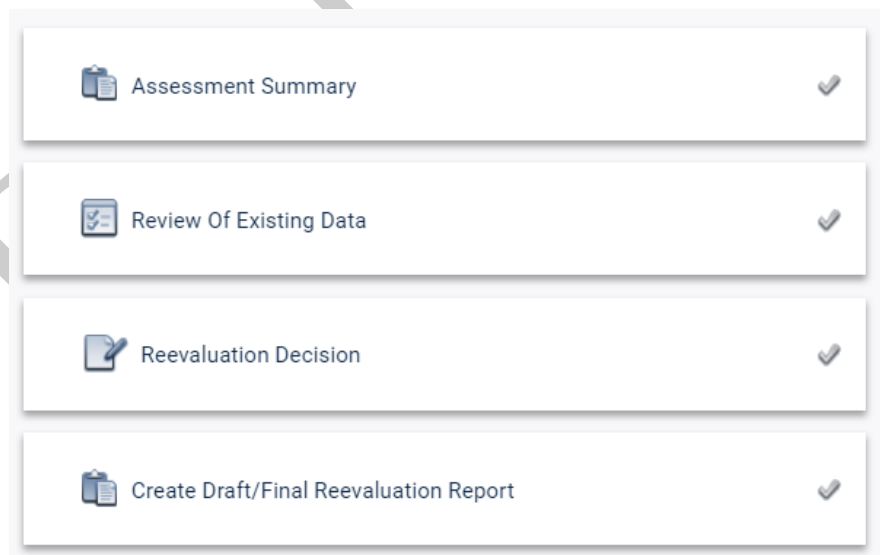 Assessment Summary
Review Of Existing Data
Reevaluation Decision
Create Draft/Final Reevaluation Report